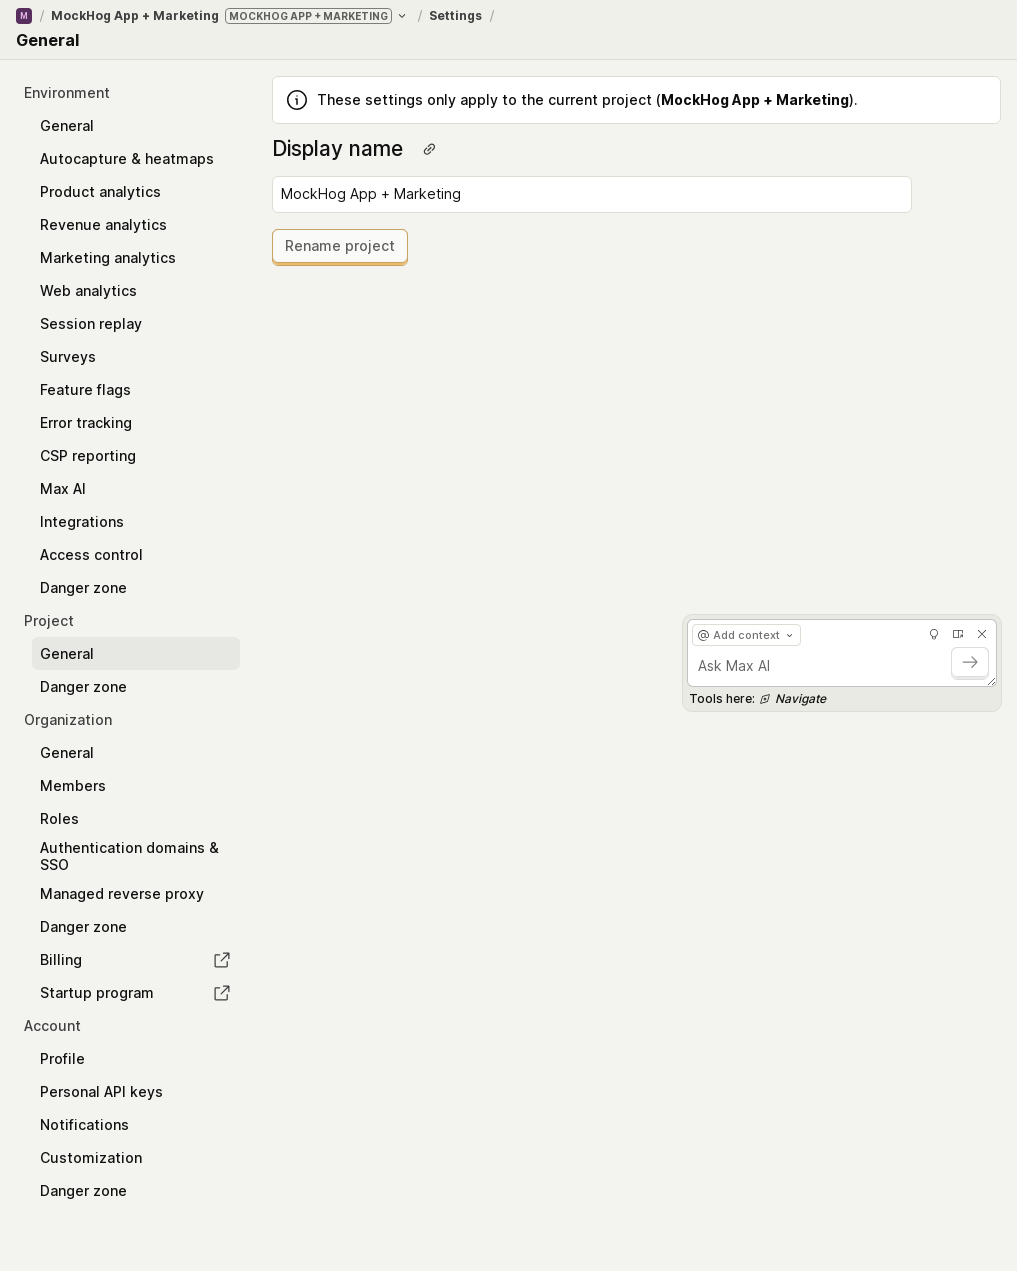 M / MockHog App + Marketing MOCKHOG APP + MARKETING / Settings /
General
Environment
General
Autocapture & heatmaps
Product analytics
Revenue analytics
Marketing analytics
Web analytics
Session replay
Surveys
Feature flags
Error tracking
CSP reporting
Max AI
Integrations
Access control
Danger zone
Project
General
Danger zone
Organization
General
Members
Roles
Authentication domains &
SSO
Managed reverse proxy
Danger zone
Billing
Startup program
Account
Profile
Personal API keys
Notifications
Customization
Danger zone
These settings only apply to the current project (MockHog App + Marketing).
Display name
MockHog App + Marketing
Rename project
@ Add context
Ask Max AI
Tools here: Navigate